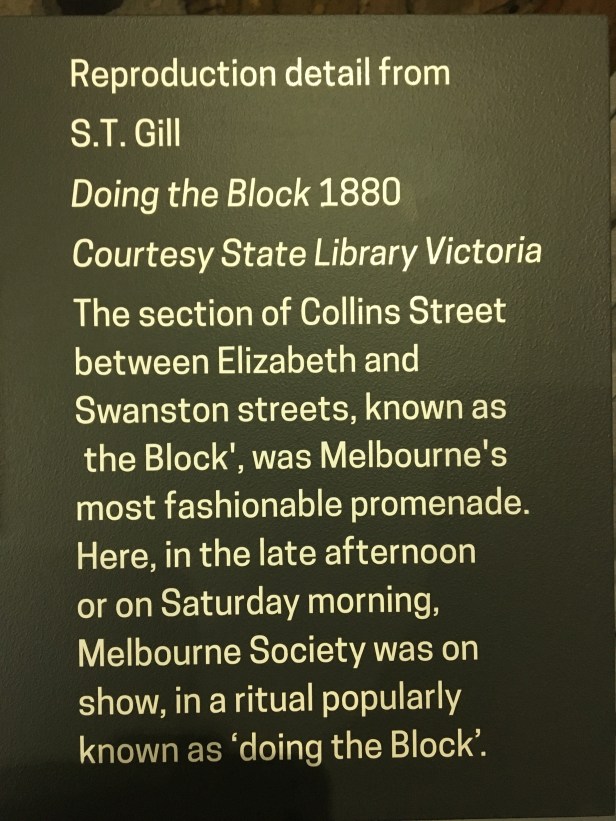 Reproduction detail from
S.T. Gill
Doing the Block 1880
Courtesy State Library Victoria
The section of Collins Street
between Elizabeth and
Swanston streets, known as
the Block', was Melbourne's
most fashionable promenade.
Here, in the late afternoon
or on Saturday morning,
Melbourne Society was on
show, in a ritual popularly
known as ‘doing the Block’.